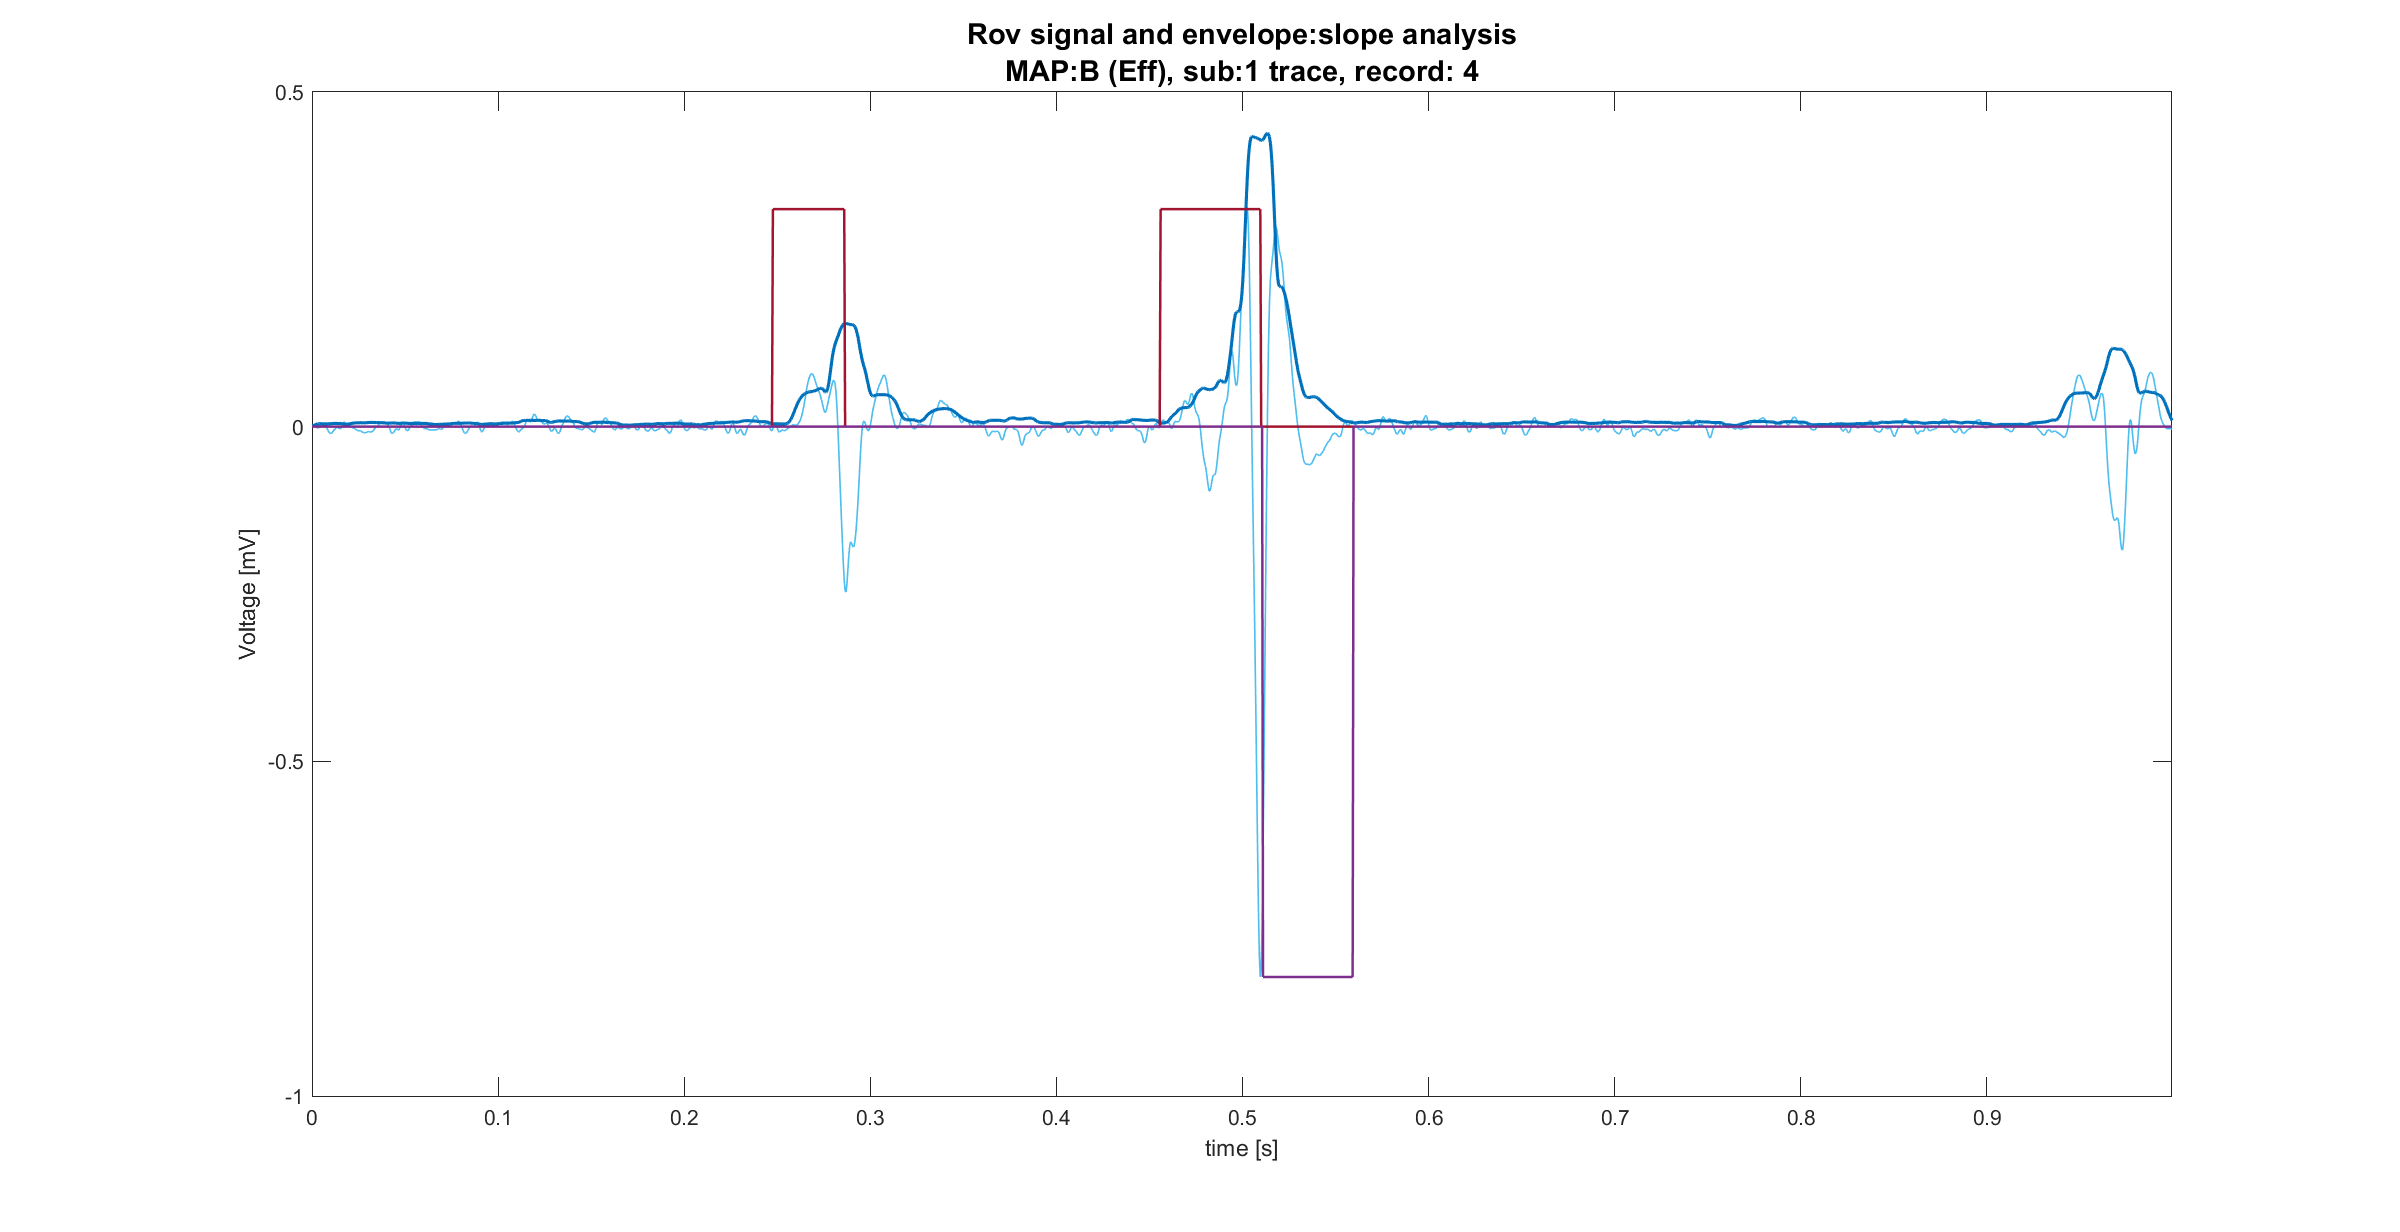 Rov signal and envelope:slope analysis
MAP:B (Eff), sub:1 trace, record: 4
0.5
0
-0.5
-1
Voltage [mV]
0 0.1 0.2 0.3 0.4 0.5 0.6 0.7 0.8 0.9
time [s]